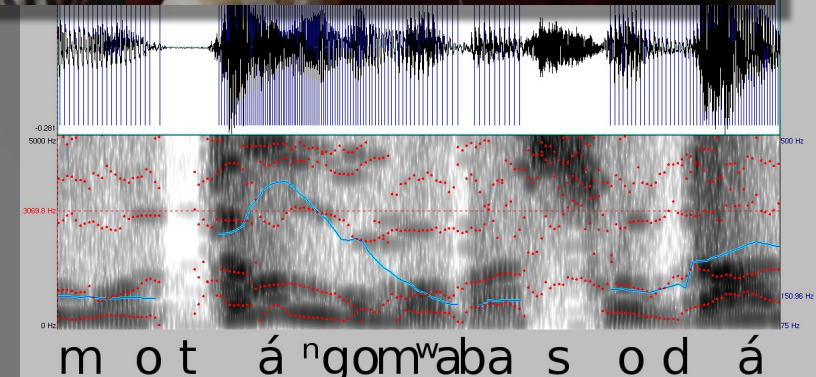 -0.281
5000 Hz 500 Hz
3069.8 Hz
150.96 Hz
0 Hz 75 Hz
m o t á ⁿgomʷaba s o d á